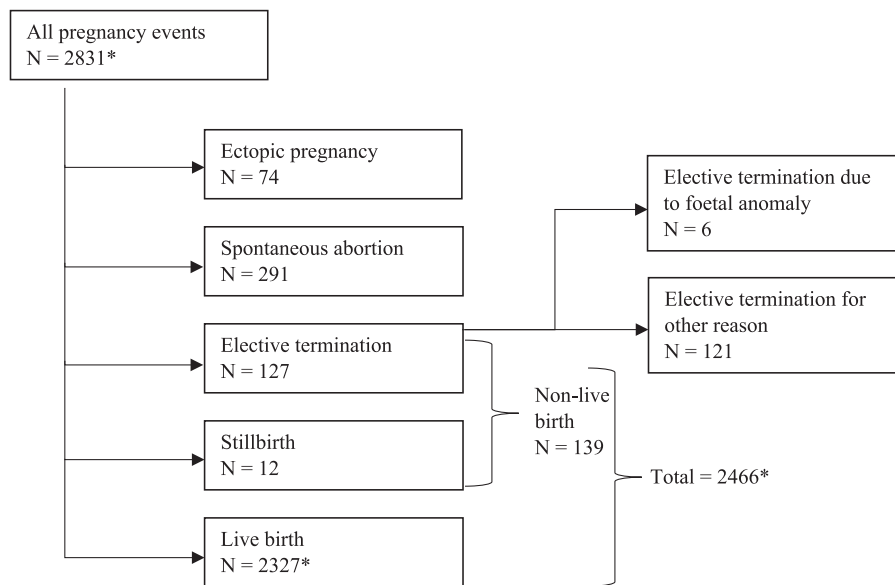 All pregnancy events
N = 2831*
Ectopic pregnancy
N = 74
Spontaneous abortion
N = 291
Elective termination
N = 127
Stillbirth
N = 12
Live birth
N = 2327*
Elective termination due
to foetal anomaly
N = 6
Elective termination for
other reason
N = 121
Non-live
birth
N = 139
Total = 2466*